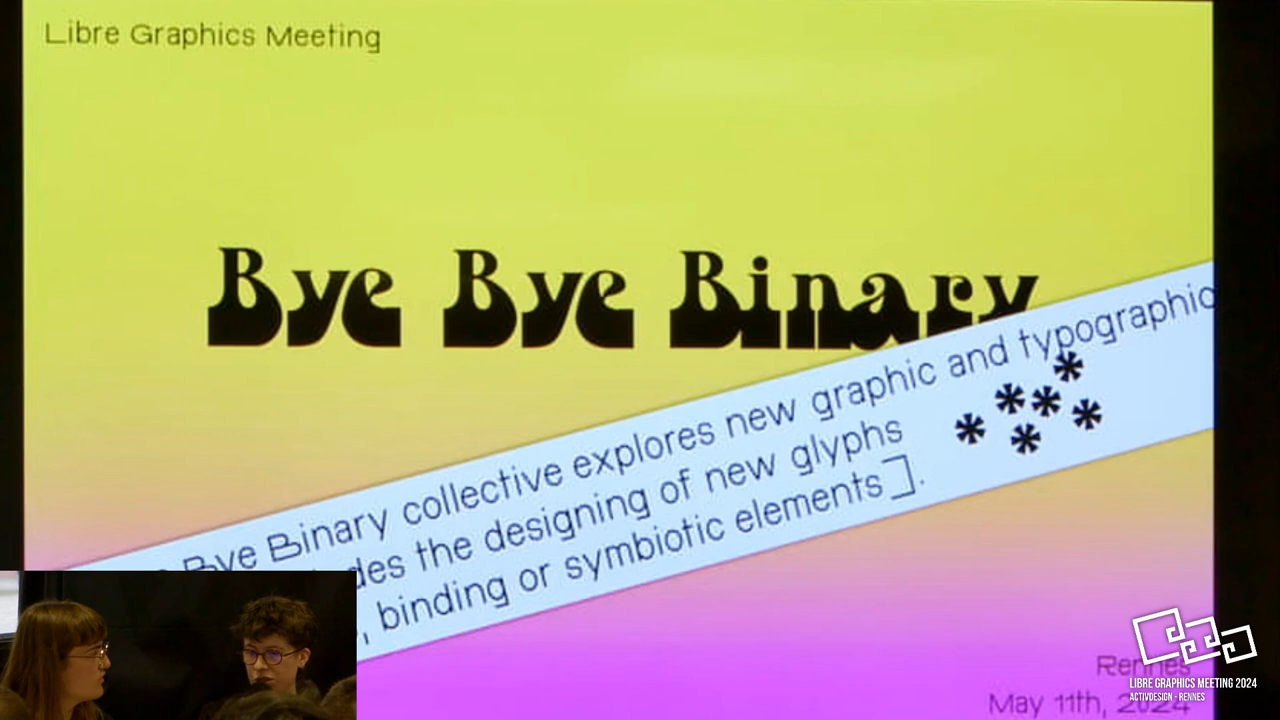 Libre Graphics Meeting
Bye Bye Binary
Bye Binary collective explores new graphic and typographic
the designing of new glyphs
, binding or symbiotic elements].
* * * * * *
Rennes
May 11th, 2024
LIBRE GRAPHICS MEETING 2024
ACTIVDESIGN - RENNES